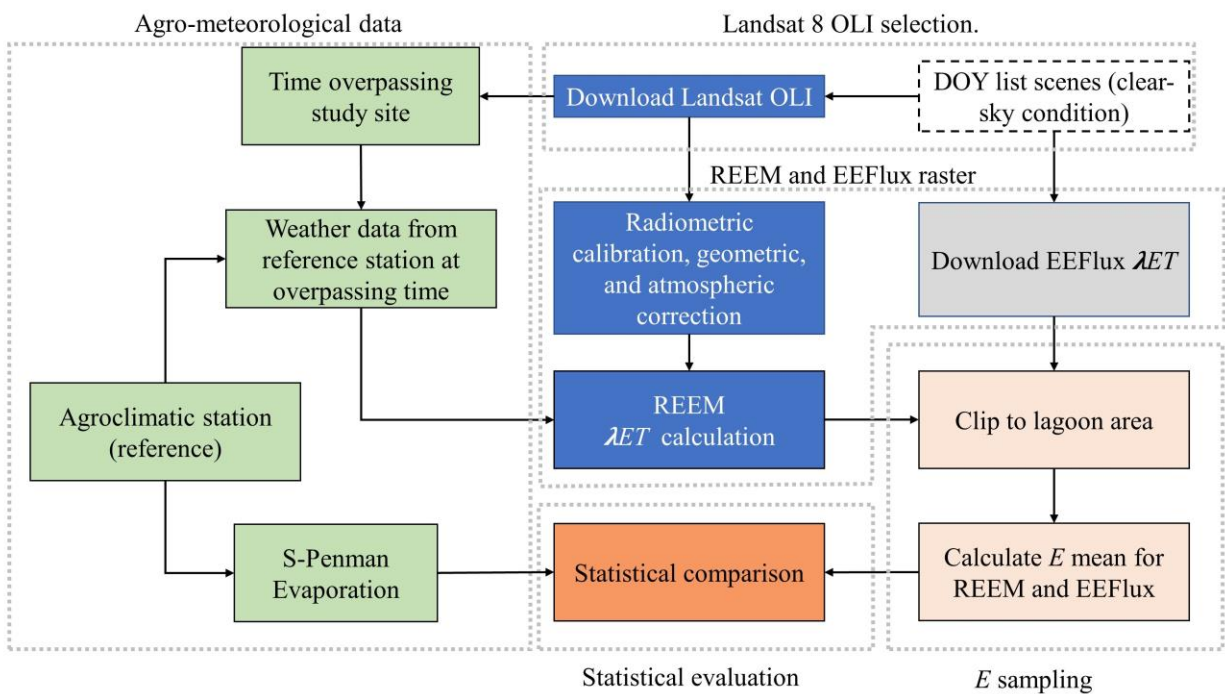 Agro-meteorological data
Landsat 8 OLI selection.
Time overpassing
study site
Download Landsat OLI
DOY list scenes (clear-
sky condition)
REEM and EEFlux raster
Weather data from
reference station at
overpassing time
Radiometric
calibration, geometric,
and atmospheric
correction
Download EEFlux λET
Agroclimatic station
(reference)
REEM
λET calculation
Clip to lagoon area
S-Penman
Evaporation
Statistical comparison
Calculate E mean for
REEM and EEFlux
Statistical evaluation
E sampling